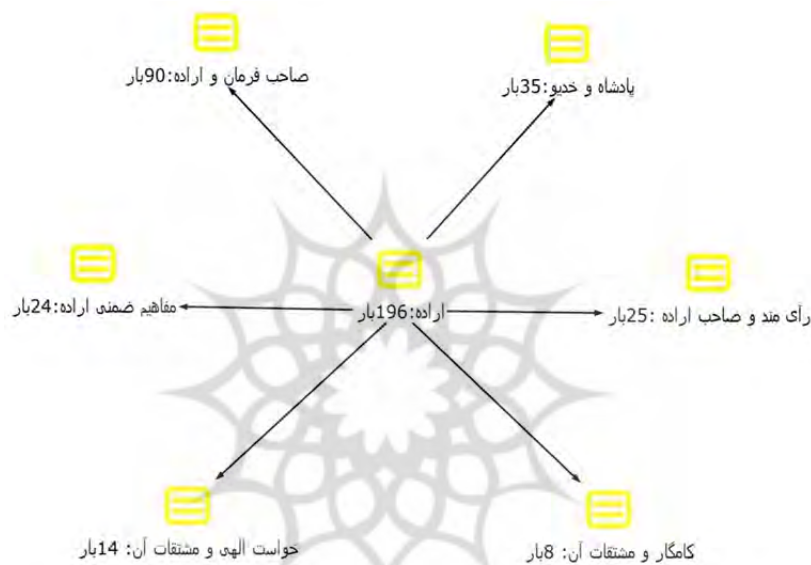 پادشاه و خدیو:35بار
صاحب فرمان و اراده:90بار
رأی مند و صاحب اراده :25بار
اراده:196بار
مفاهیم ضمنی اراده:24بار
کامگار و مشتقات آن: 8بار
خواست الهی و مشتقات آن: 14بار